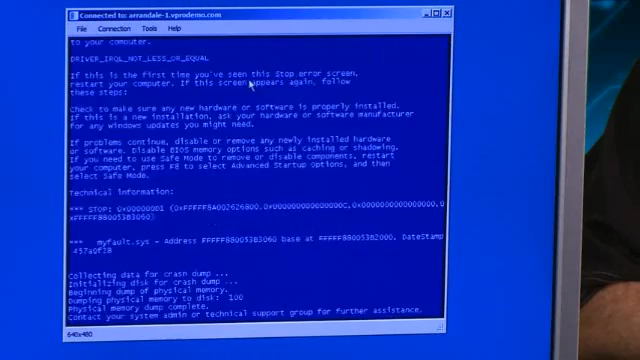 Connected to: arrandale-1.vprodemo.com
File Connection Tools Help
to your computer.
DRIVER_IRQL_NOT_LESS_OR_EQUAL
If this is the first time you've seen this Stop error screen,
restart your computer. If this screen appears again, follow
these steps:
Check to make sure any new hardware or software is properly installed.
If this is a new installation, ask your hardware or software manufacturer
for any windows updates you might need.
If problems continue, disable or remove any newly installed hardware
or software. Disable BIOS memory options such as caching or shadowing.
If you need to use Safe Mode to remove or disable components, restart
your computer, press F8 to select Advanced Startup Options, and then
select Safe Mode.
Technical information:
*** STOP: 0x000000D1 (0xFFFFF8A002626800,0x000000000000000C,0x0000000000000000,0
xFFFFF880053B3060)
*** myfault.sys - Address FFFFF880053B3060 base at FFFFF880053B2000, DateStamp
Collecting data for crash dump ...
Initializing disk for crash dump ...
Beginning dump of physical memory.
Dumping physical memory to disk: 100
Physical memory dump complete.
Contact your system admin or technical support group for further assistance.
640x480